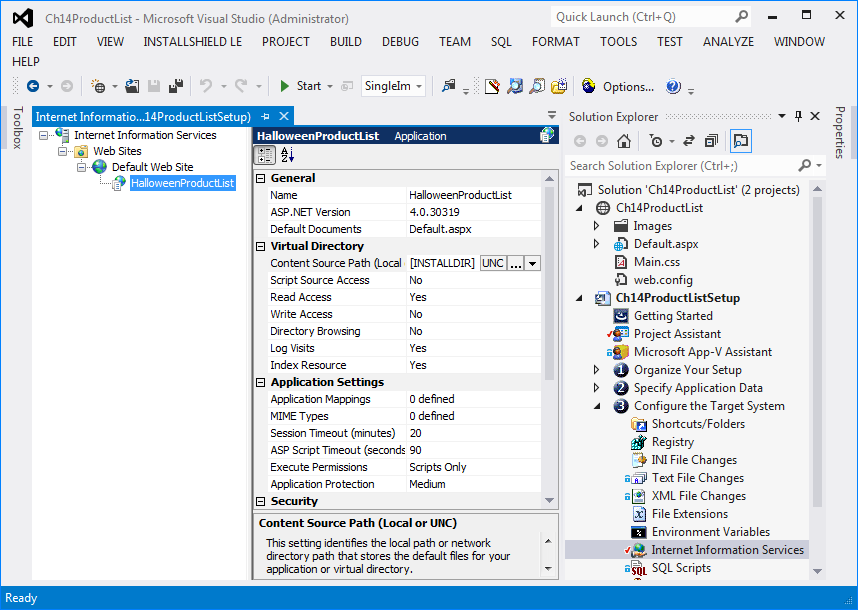 Ch14ProductList - Microsoft Visual Studio (Administrator)
Quick Launch (Ctrl+Q)
FILE EDIT VIEW INSTALLSHIELD LE PROJECT BUILD DEBUG TEAM SQL FORMAT TOOLS TEST ANALYZE WINDOW
HELP
Start
SingleIm
Options...
Toolbox
Internet Informatio...14ProductListSetup)
Internet Information Services
Web Sites
Default Web Site
HalloweenProductList
HalloweenProductList Application
General
Name HalloweenProductList
ASP.NET Version 4.0.30319
Default Documents Default.aspx
Virtual Directory
Content Source Path (Local [INSTALLDIR] UNC ...
Script Source Access No
Read Access Yes
Write Access No
Directory Browsing No
Log Visits Yes
Index Resource Yes
Application Settings
Application Mappings 0 defined
MIME Types 0 defined
Session Timeout (minutes) 20
ASP Script Timeout (seconds 90
Execute Permissions Scripts Only
Application Protection Medium
Security
Content Source Path (Local or UNC)
This setting identifies the local path or network
directory path that stores the default files for your
application or virtual directory.
Solution Explorer
Search Solution Explorer (Ctrl+;)
Solution 'Ch14ProductList' (2 projects)
Ch14ProductList
Images
Default.aspx
Main.css
web.config
Ch14ProductListSetup
Getting Started
Project Assistant
Microsoft App-V Assistant
1 Organize Your Setup
2 Specify Application Data
3 Configure the Target System
Shortcuts/Folders
Registry
INI File Changes
Text File Changes
XML File Changes
File Extensions
Environment Variables
Internet Information Services
SQL Scripts
Properties
Ready